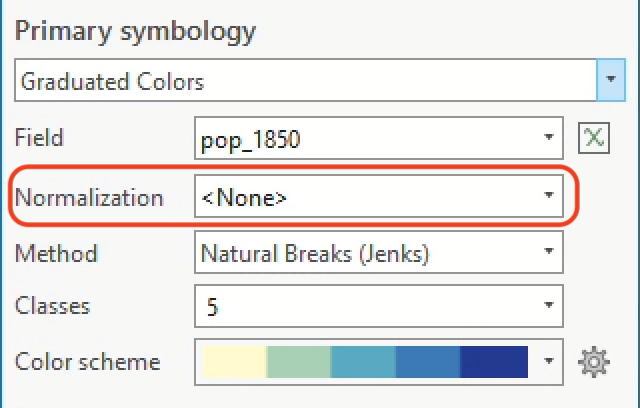 Primary symbology
Graduated Colors
Field pop_1850
Normalization <None>
Method Natural Breaks (Jenks)
Classes 5
Color scheme